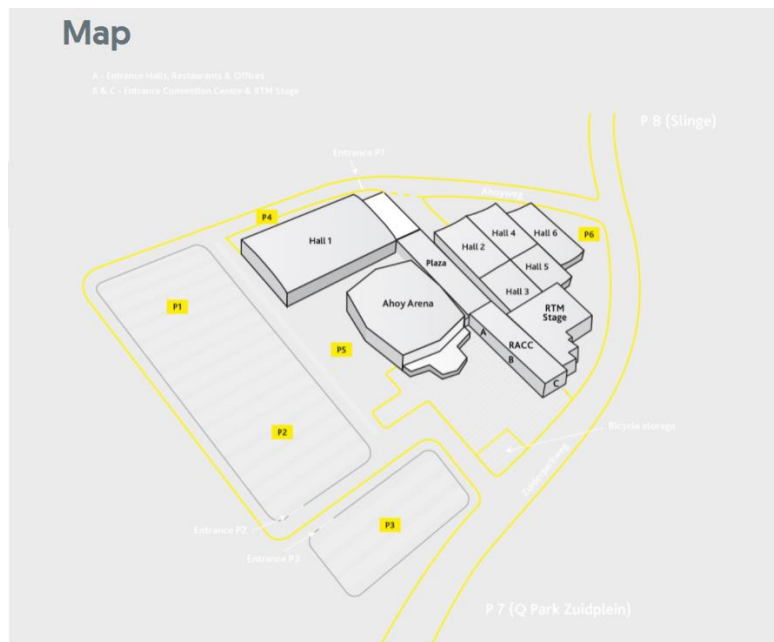 Map
A - Entrance Halls, Restaurants & Offices
B & C - Entrance Convention Centre & RTM Stage
P 8 (Slinge)
Entrance P1
Ahoyweg
P4
Hall 1
Hall 4
Hall 6
P6
Hall 2
Plaza
Hall 5
Hall 3
P1
Ahoy Arena
RTM
Stage
A
RACC
P5
B
C
P2
Bicycle storage
Zuiderparkweg
P3
Entrance P2
Entrance P3
P 7 (Q Park Zuidplein)